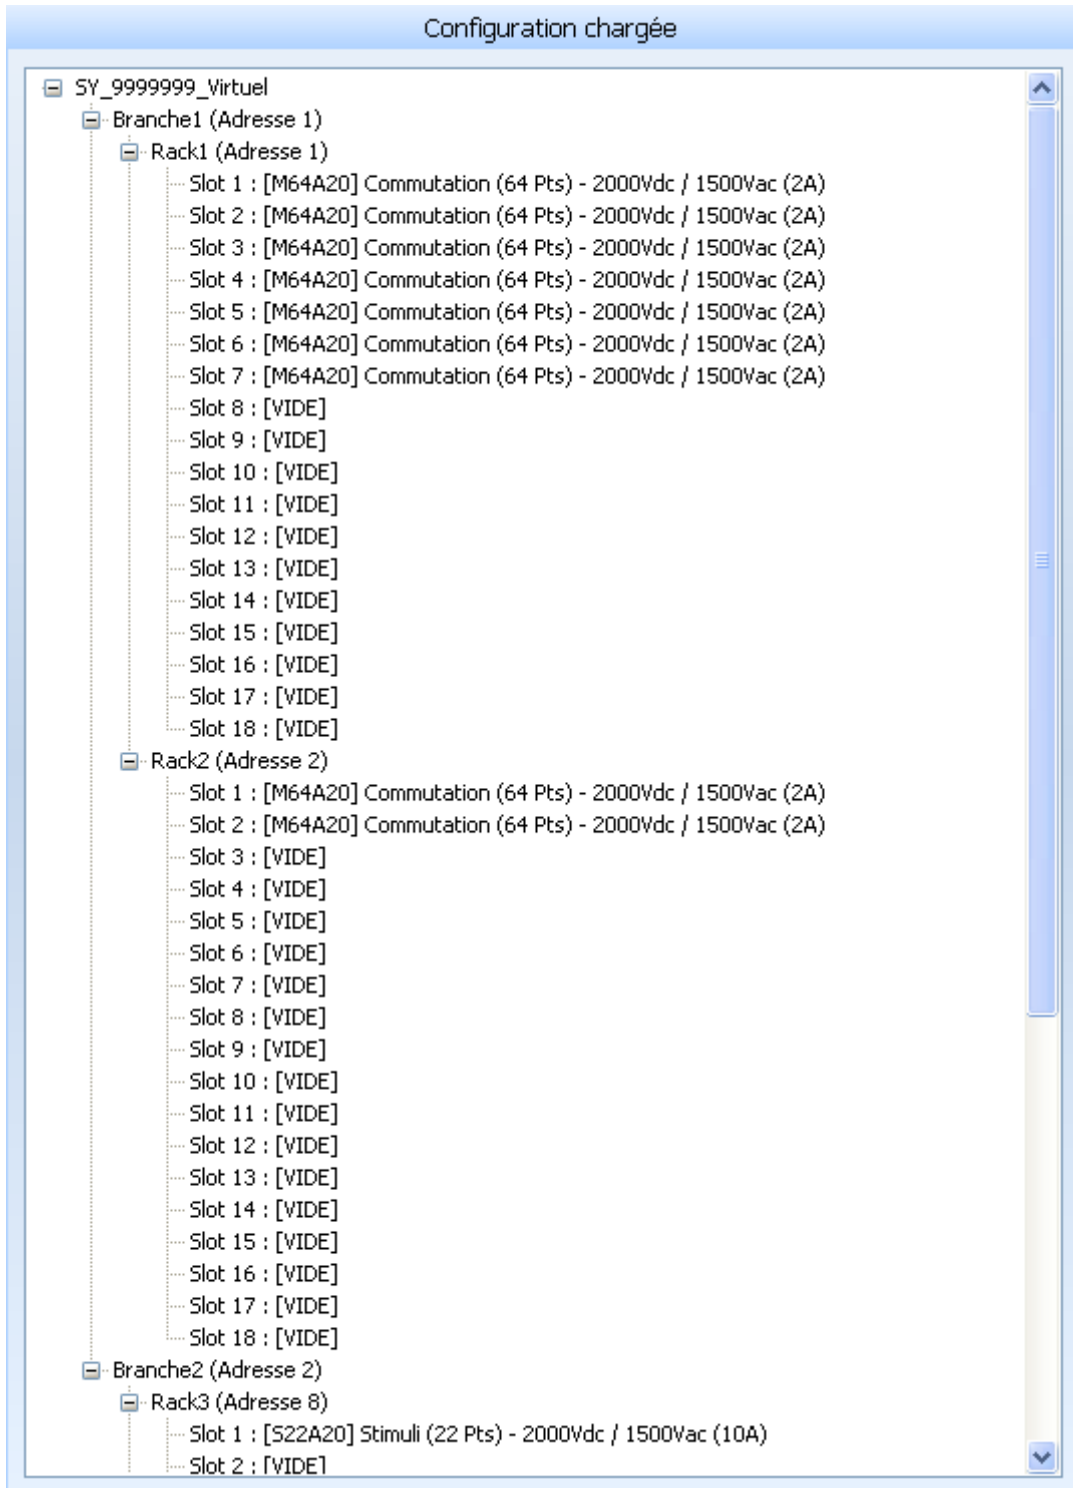 Configuration chargée
SY_9999999_Virtuel
Branche1 (Adresse 1)
Rack1 (Adresse 1)
Slot 1 : [M64A20] Commutation (64 Pts) - 2000Vdc / 1500Vac (2A)
Slot 2 : [M64A20] Commutation (64 Pts) - 2000Vdc / 1500Vac (2A)
Slot 3 : [M64A20] Commutation (64 Pts) - 2000Vdc / 1500Vac (2A)
Slot 4 : [M64A20] Commutation (64 Pts) - 2000Vdc / 1500Vac (2A)
Slot 5 : [M64A20] Commutation (64 Pts) - 2000Vdc / 1500Vac (2A)
Slot 6 : [M64A20] Commutation (64 Pts) - 2000Vdc / 1500Vac (2A)
Slot 7 : [M64A20] Commutation (64 Pts) - 2000Vdc / 1500Vac (2A)
Slot 8 : [VIDE]
Slot 9 : [VIDE]
Slot 10 : [VIDE]
Slot 11 : [VIDE]
Slot 12 : [VIDE]
Slot 13 : [VIDE]
Slot 14 : [VIDE]
Slot 15 : [VIDE]
Slot 16 : [VIDE]
Slot 17 : [VIDE]
Slot 18 : [VIDE]
Rack2 (Adresse 2)
Slot 1 : [M64A20] Commutation (64 Pts) - 2000Vdc / 1500Vac (2A)
Slot 2 : [M64A20] Commutation (64 Pts) - 2000Vdc / 1500Vac (2A)
Slot 3 : [VIDE]
Slot 4 : [VIDE]
Slot 5 : [VIDE]
Slot 6 : [VIDE]
Slot 7 : [VIDE]
Slot 8 : [VIDE]
Slot 9 : [VIDE]
Slot 10 : [VIDE]
Slot 11 : [VIDE]
Slot 12 : [VIDE]
Slot 13 : [VIDE]
Slot 14 : [VIDE]
Slot 15 : [VIDE]
Slot 16 : [VIDE]
Slot 17 : [VIDE]
Slot 18 : [VIDE]
Branche2 (Adresse 2)
Rack3 (Adresse 8)
Slot 1 : [S22A20] Stimuli (22 Pts) - 2000Vdc / 1500Vac (10A)
Slot 2 : [VIDE]